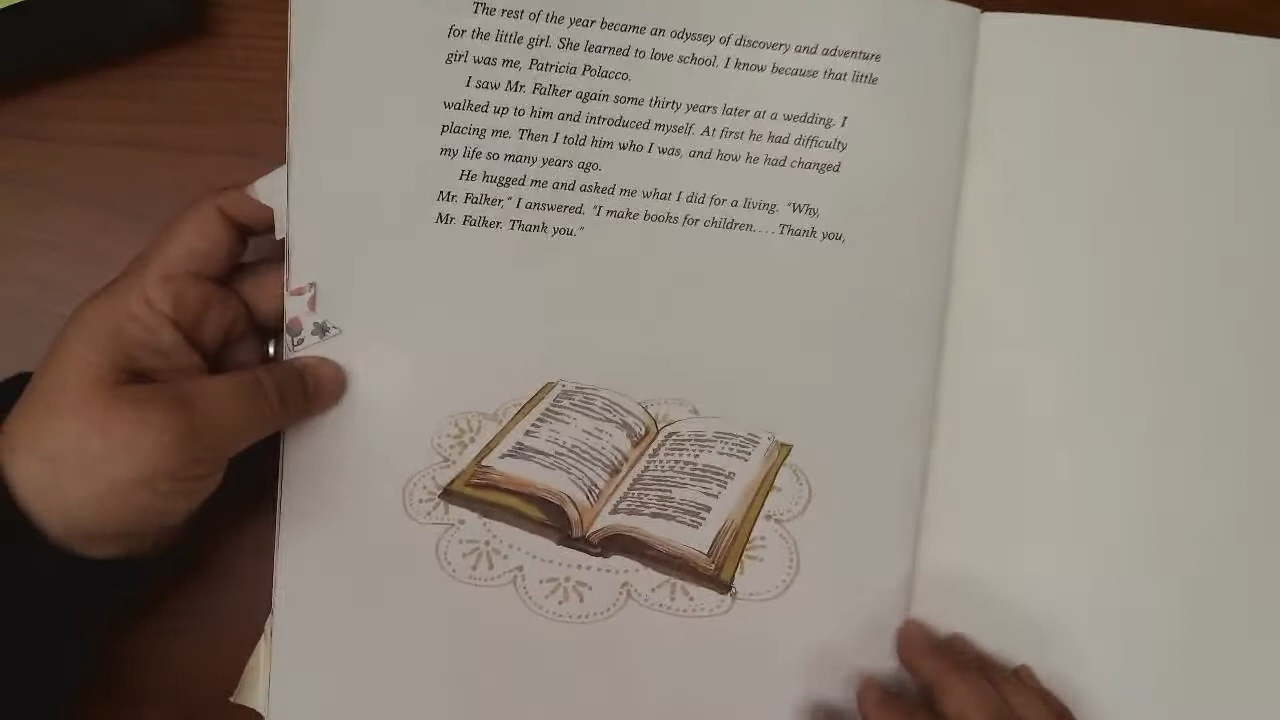 The rest of the year became an odyssey of discovery and adventure
for the little girl. She learned to love school. I know because that little
girl was me, Patricia Polacco.
I saw Mr. Falker again some thirty years later at a wedding. I
walked up to him and introduced myself. At first he had difficulty
placing me. Then I told him who I was, and how he had changed
my life so many years ago.
He hugged me and asked me what I did for a living. "Why,
Mr. Falker," I answered. "I make books for children.... Thank you,
Mr. Falker. Thank you."